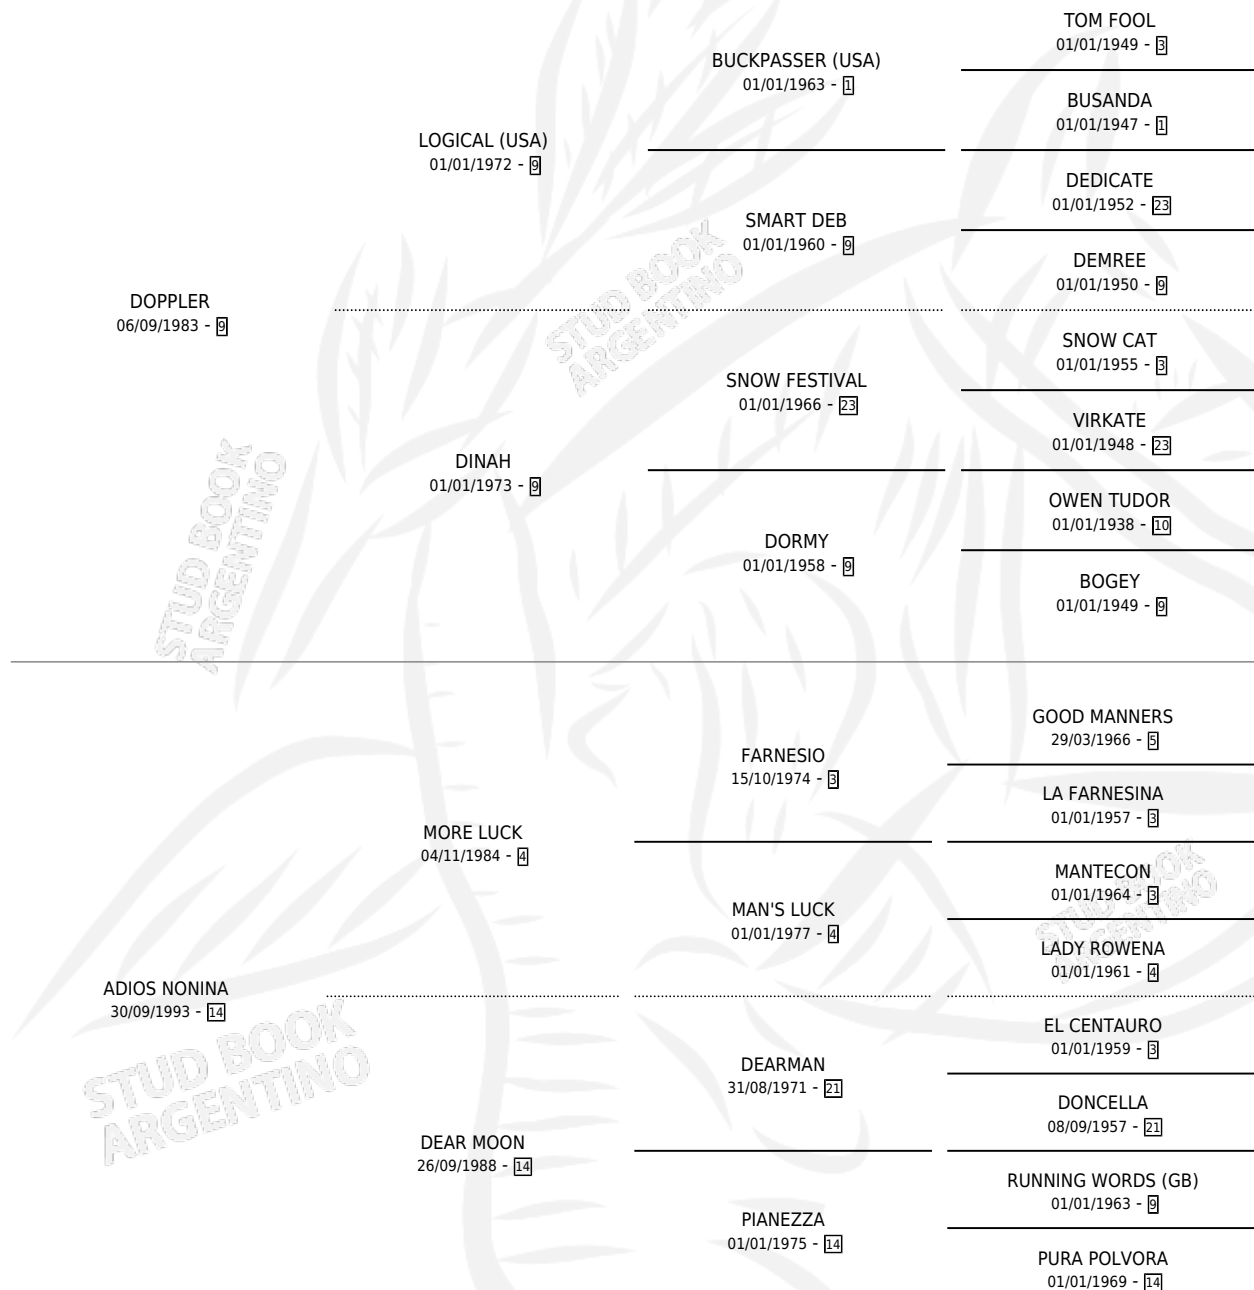 TOM FOOL
01/01/1949 - 3
BUCKPASSER (USA)
01/01/1963 - 1
BUSANDA
01/01/1947 - 1
LOGICAL (USA)
01/01/1972 - 9
DEDICATE
01/01/1952 - 23
SMART DEB
01/01/1960 - 9
DEMREE
01/01/1950 - 9
DOPPLER
06/09/1983 - 9
STUD BOOK
ARGENTINO
SNOW CAT
01/01/1955 - 3
SNOW FESTIVAL
01/01/1966 - 23
VIRKATE
01/01/1948 - 23
DINAH
01/01/1973 - 9
OWEN TUDOR
01/01/1938 - 10
DORMY
01/01/1958 - 9
BOGEY
01/01/1949 - 9
STUD BOOK
ARGENTINO
GOOD MANNERS
29/03/1966 - 5
FARNESIO
15/10/1974 - 3
LA FARNESINA
01/01/1957 - 3
MORE LUCK
04/11/1984 - 4
MANTECON
01/01/1964 - 3
MAN'S LUCK
01/01/1977 - 4
LADY ROWENA
01/01/1961 - 4
STUD BOOK
ARGENTINO
ADIOS NONINA
30/09/1993 - 14
STUD BOOK
ARGENTINO
EL CENTAURO
01/01/1959 - 3
DEARMAN
31/08/1971 - 21
DONCELLA
08/09/1957 - 21
DEAR MOON
26/09/1988 - 14
RUNNING WORDS (GB)
01/01/1963 - 9
PIANEZZA
01/01/1975 - 14
PURA POLVORA
01/01/1969 - 14